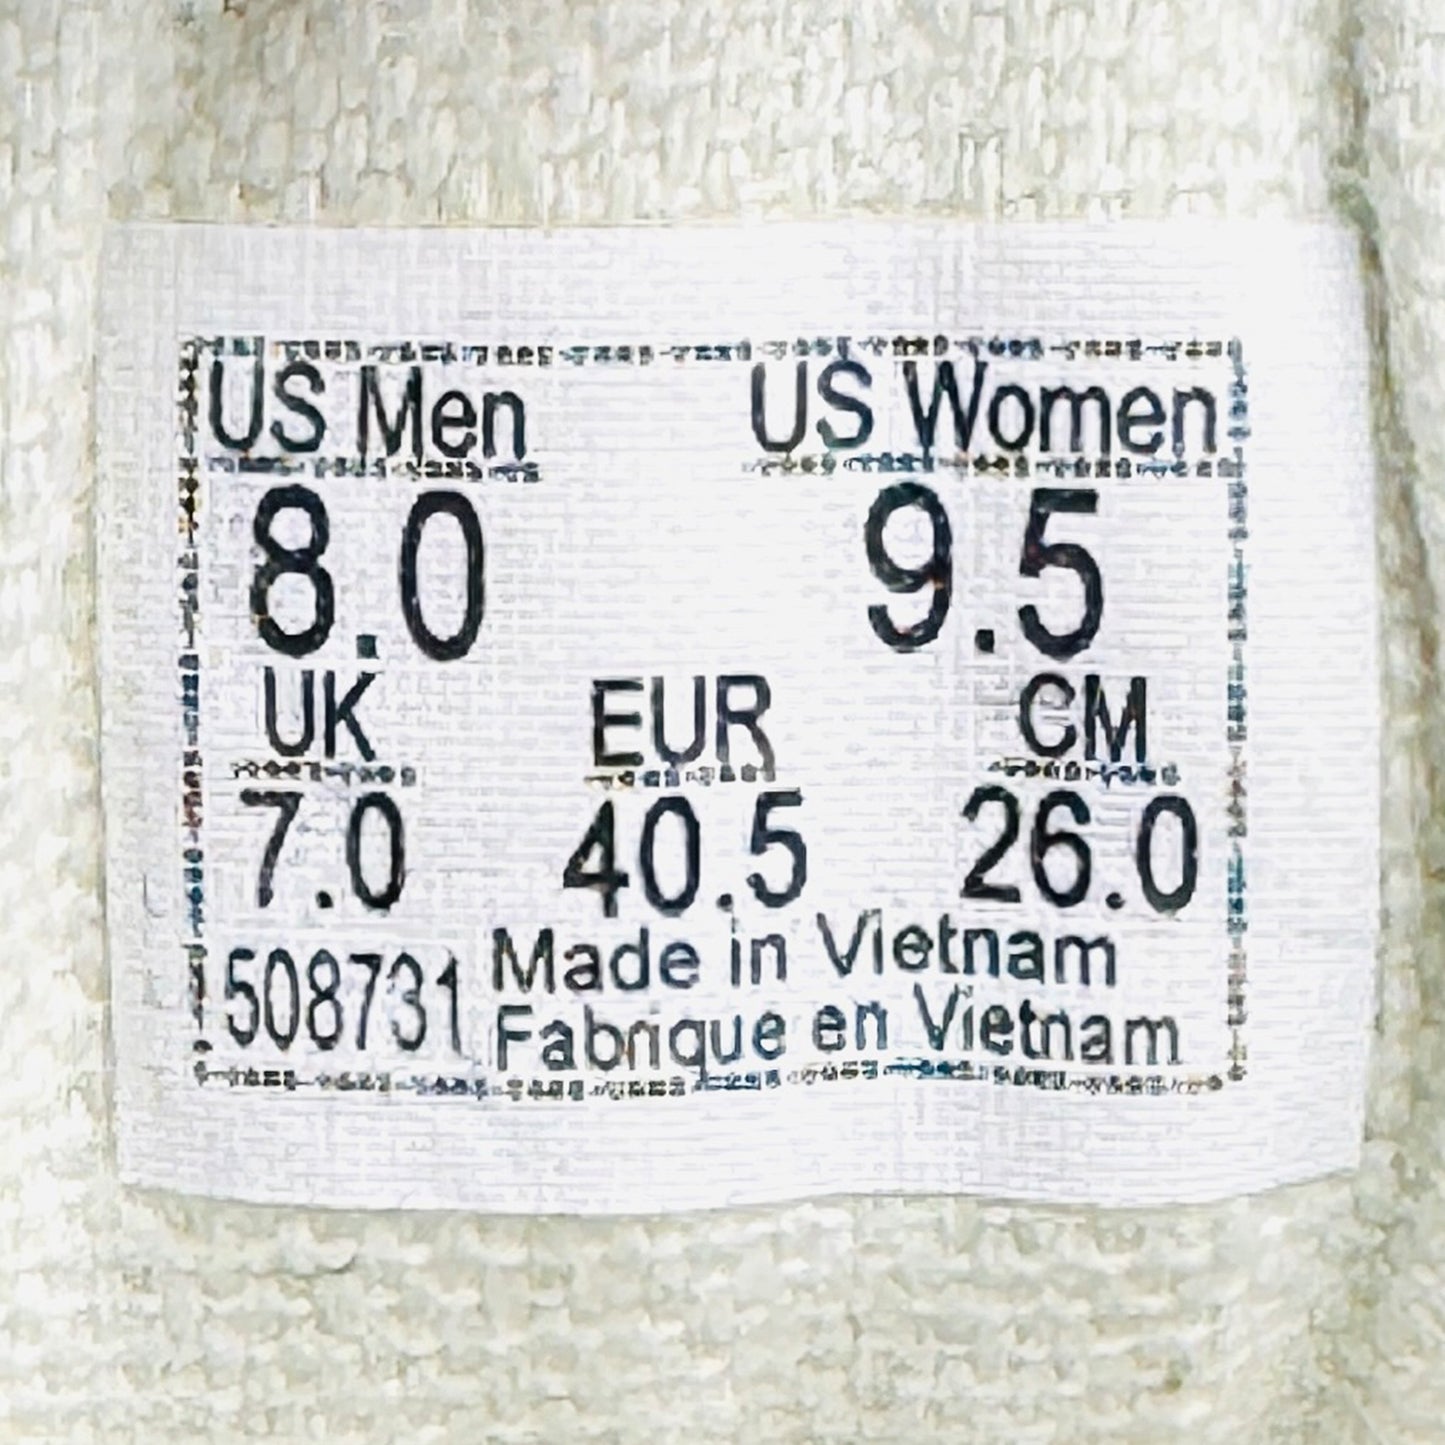 US Men US Women
8.0 9.5
UK EUR CM
7.0 40.5 26.0
508731 Made in Vietnam
Fabrique en Vietnam